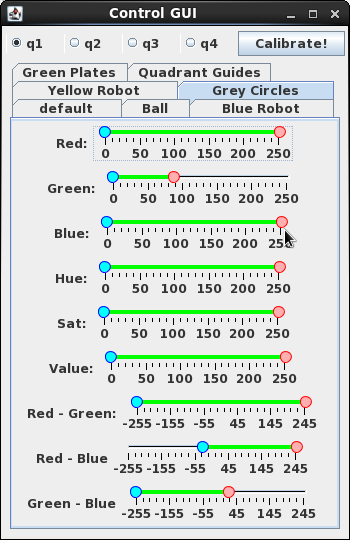 Control GUI
q1 q2 q3 q4 Calibrate!
Green Plates Quadrant Guides
Yellow Robot Grey Circles
default Ball Blue Robot
Red:
0 50 100 150 200 250
Green:
0 50 100 150 200 250
Blue:
0 50 100 150 200 250
Hue:
0 50 100 150 200 250
Sat:
0 50 100 150 200 250
Value:
0 50 100 150 200 250
Red - Green:
-255 -155 -55 45 145 245
Red - Blue
-255 -155 -55 45 145 245
Green - Blue
-255 -155 -55 45 145 245